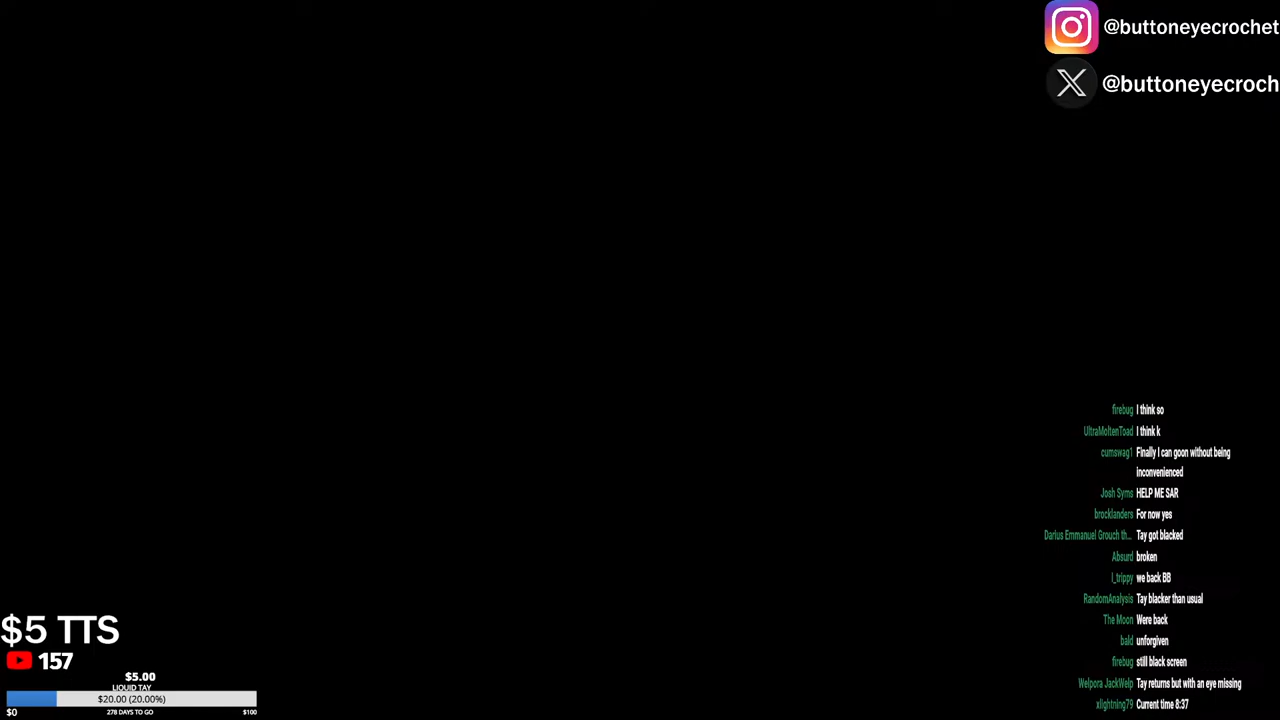 @buttoneyecrochet
@buttoneyecroch
firebug I think so
UltraMoltenToad I think k
cumswag1 Finally I can goon without being
inconvenienced
Josh Syms HELP ME SAR
brocklanders For now yes
Darius Emmanuel Grouch th... Tay got blacked
Absurd broken
l_trippy we back BB
RandomAnalysis Tay blacker than usual
The Moon Were back
bald unforgiven
firebug still black screen
Welpora JackWelp Tay returns but with an eye missing
xlightning79 Current time 8:37
$5 TTS
157
$5.00
LIQUID TAY
$20.00 (20.00%)
$0 278 DAYS TO GO $100